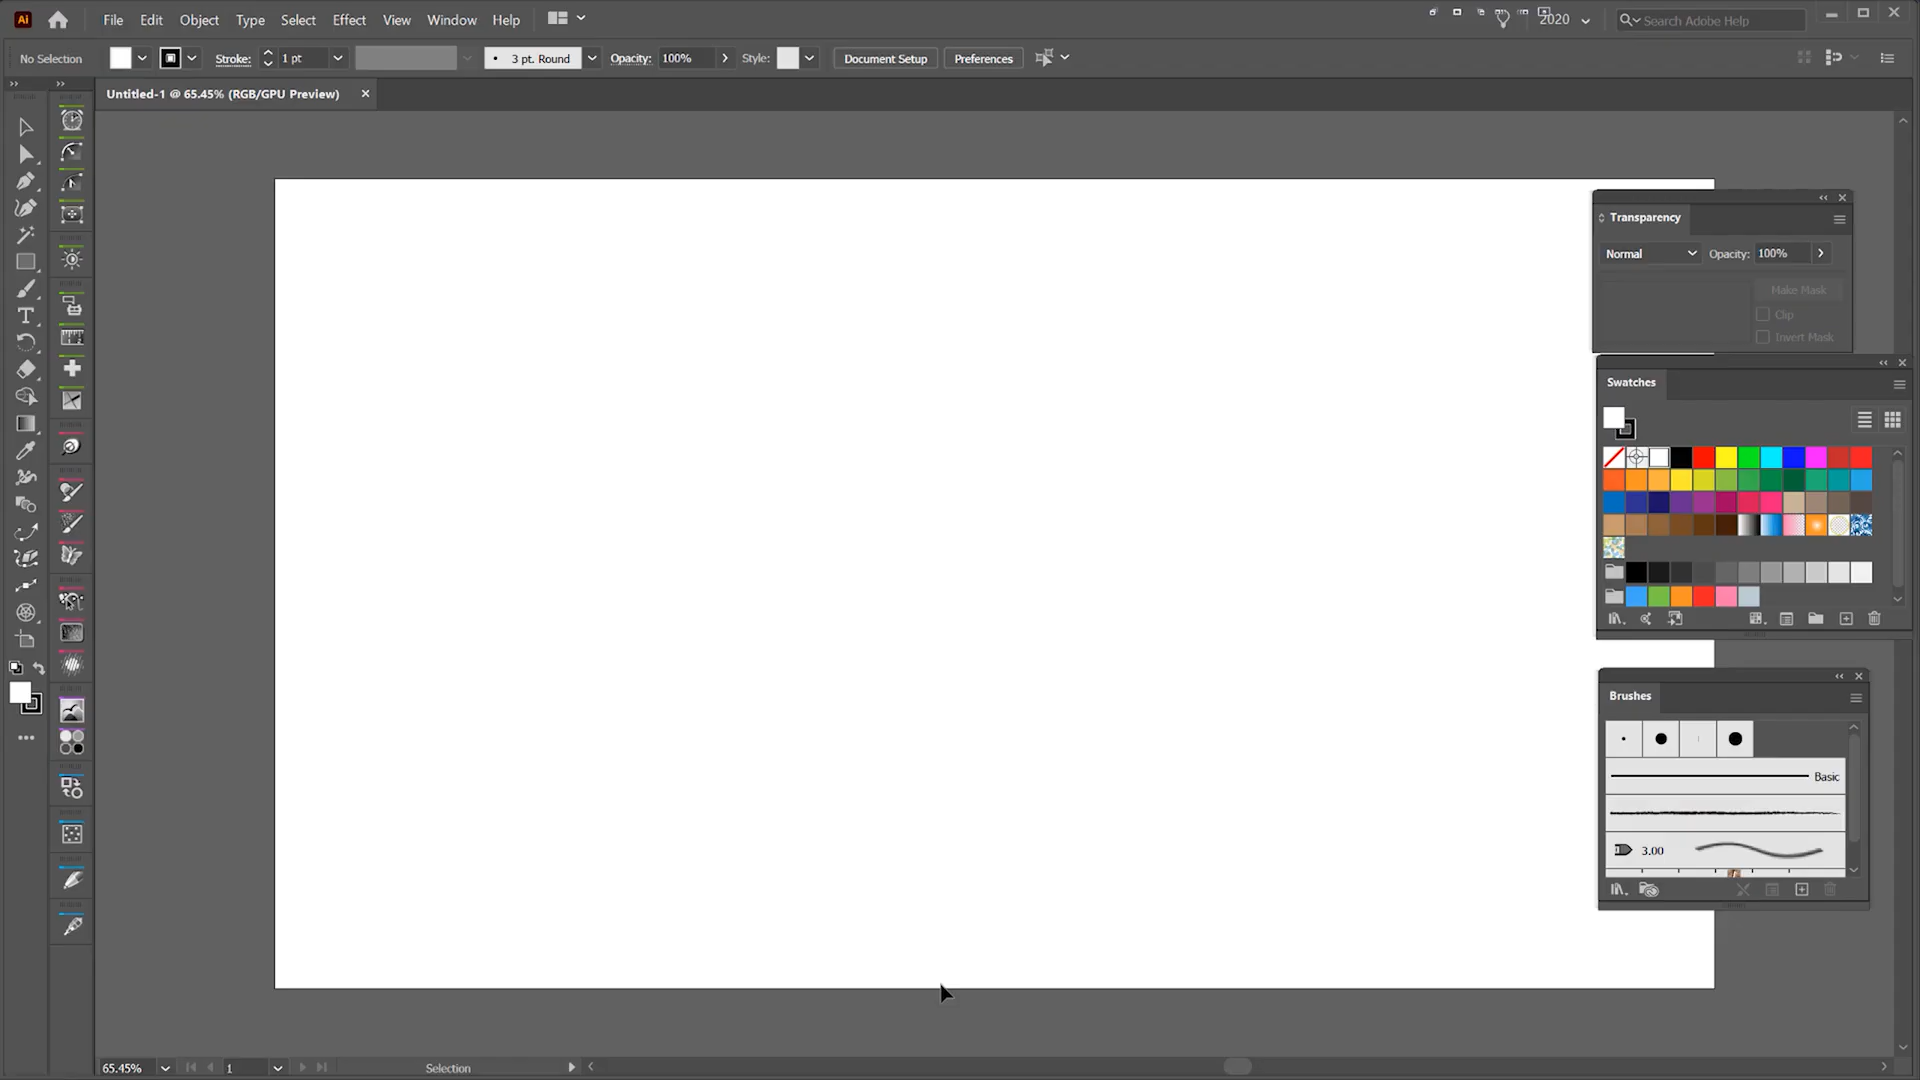 Ai File Edit Object Type Select Effect View Window Help 2020 Search Adobe Help
No Selection Stroke: 1 pt 3 pt. Round Opacity: 100% Style: Document Setup Preferences
Untitled-1 @ 65.45% (RGB/GPU Preview)
Transparency
Normal Opacity: 100%
Make Mask
Clip
Invert Mask
Swatches
Brushes
Basic
3.00
65.45% 1 Selection